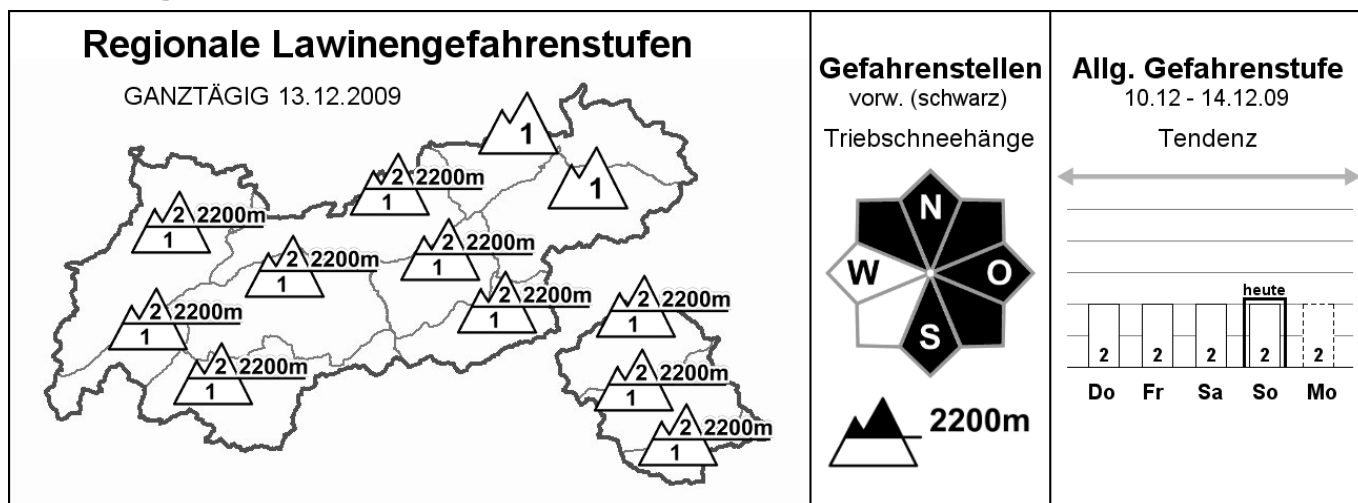 Regionale Lawinengefahrenstufen
GANZTÄGIG 13.12.2009
1
1
2 2200m
1
2 2200m
1
2 2200m
1
2 2200m
1
2 2200m
1
2 2200m
1
2 2200m
1
2 2200m
1
2 2200m
1
2 2200m
1
Gefahrenstellen
vorw. (schwarz)
Triebschneehänge
N
W O
S
2200m
Allg. Gefahrenstufe
10.12 - 14.12.09
Tendenz
heute
2 2 2 2 2
Do Fr Sa So Mo